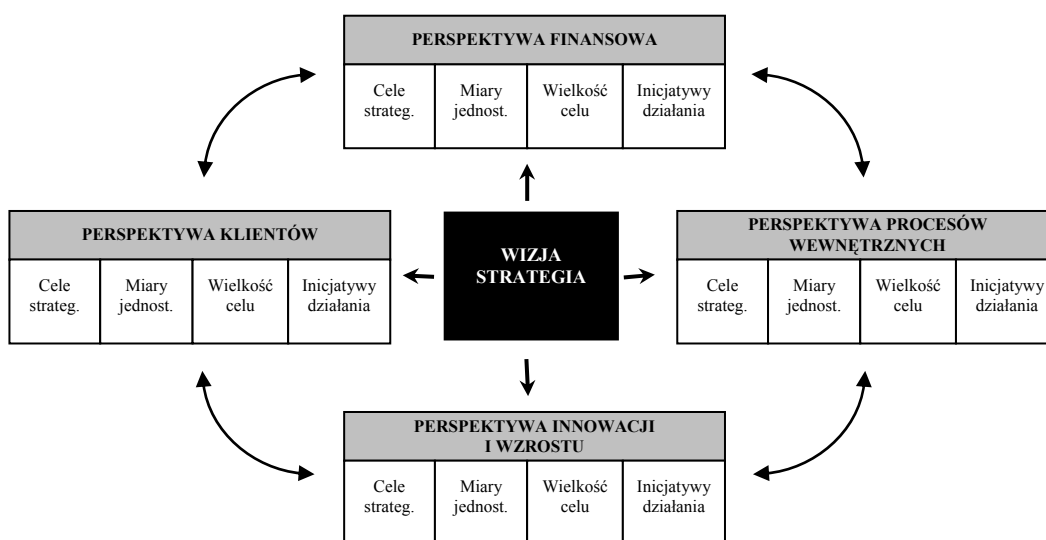 PERSPEKTYWA FINANSOWA
Cele Miary Wielkość Inicjatywy
strateg. jednost. celu działania
PERSPEKTYWA KLIENTÓW
Cele Miary Wielkość Inicjatywy
strateg. jednost. celu działania
WIZJA
STRATEGIA
PERSPEKTYWA PROCESÓW
WEWNĘTRZNYCH
Cele Miary Wielkość Inicjatywy
strateg. jednost. celu działania
PERSPEKTYWA INNOWACJI
I WZROSTU
Cele Miary Wielkość Inicjatywy
strateg. jednost. celu działania